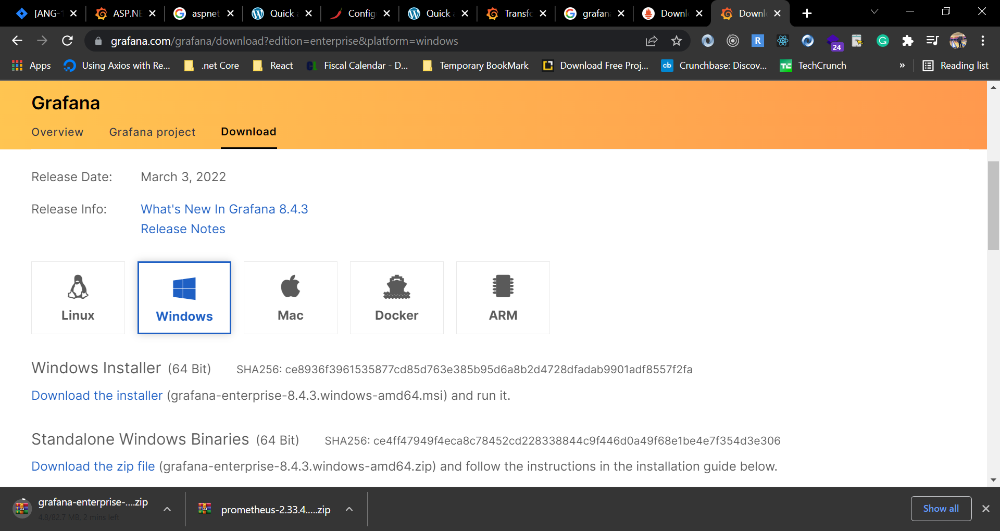 [ANG-1
ASP.NE
aspnet
Quick a
Config
Quick a
Transfo
grafan
Downl
Downl
grafana.com/grafana/download?edition=enterprise&platform=windows
R
24
G
Apps
Using Axios with Re...
.net Core
React
CL
Fiscal Calendar - D...
Temporary BookMark
Download Free Proj...
cb
Crunchbase: Discov...
TC
TechCrunch
»
Reading list
Grafana
Overview
Grafana project
Download
Release Date:
March 3, 2022
Release Info:
What's New In Grafana 8.4.3
Release Notes
Linux
Windows
Mac
Docker
ARM
Windows Installer (64 Bit) SHA256: ce8936f3961535877cd85d763e385b95d6a8b2d4728dfadab9901adf8557f2fa
Download the installer (grafana-enterprise-8.4.3.windows-amd64.msi) and run it.
Standalone Windows Binaries (64 Bit) SHA256: ce4ff47949f4eca8c78452cd228338844c9f446d0a49f68e1be4e7f354d3e306
Download the zip file (grafana-enterprise-8.4.3.windows-amd64.zip) and follow the instructions in the installation guide below.
grafana-enterprise-....zip
4.8/82.7 MB, 2 mins left
prometheus-2.33.4.....zip
Show all